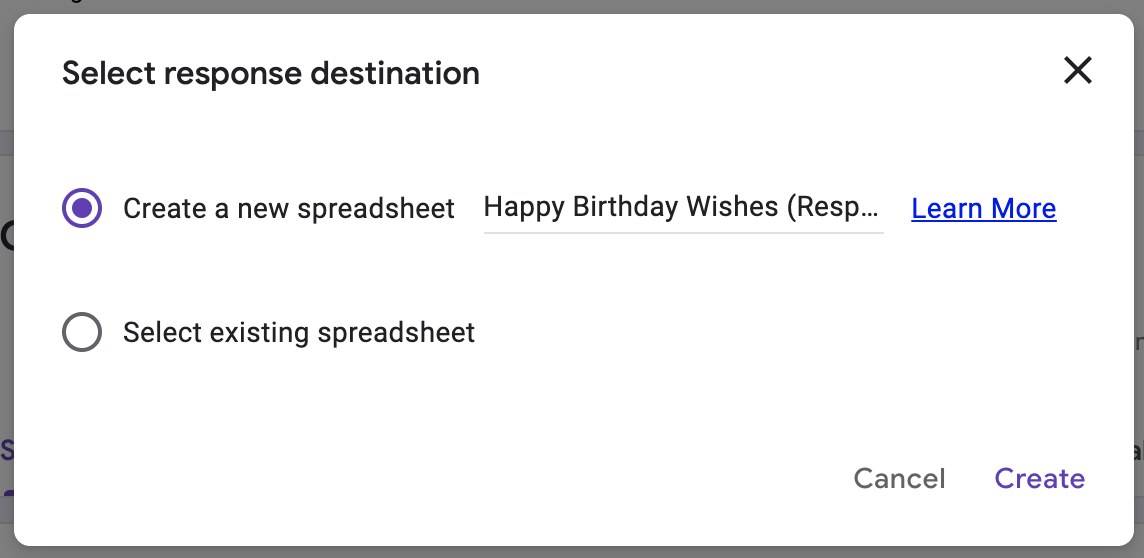 Select response destination
Create a new spreadsheet Happy Birthday Wishes (Resp... Learn More
Select existing spreadsheet
Cancel Create